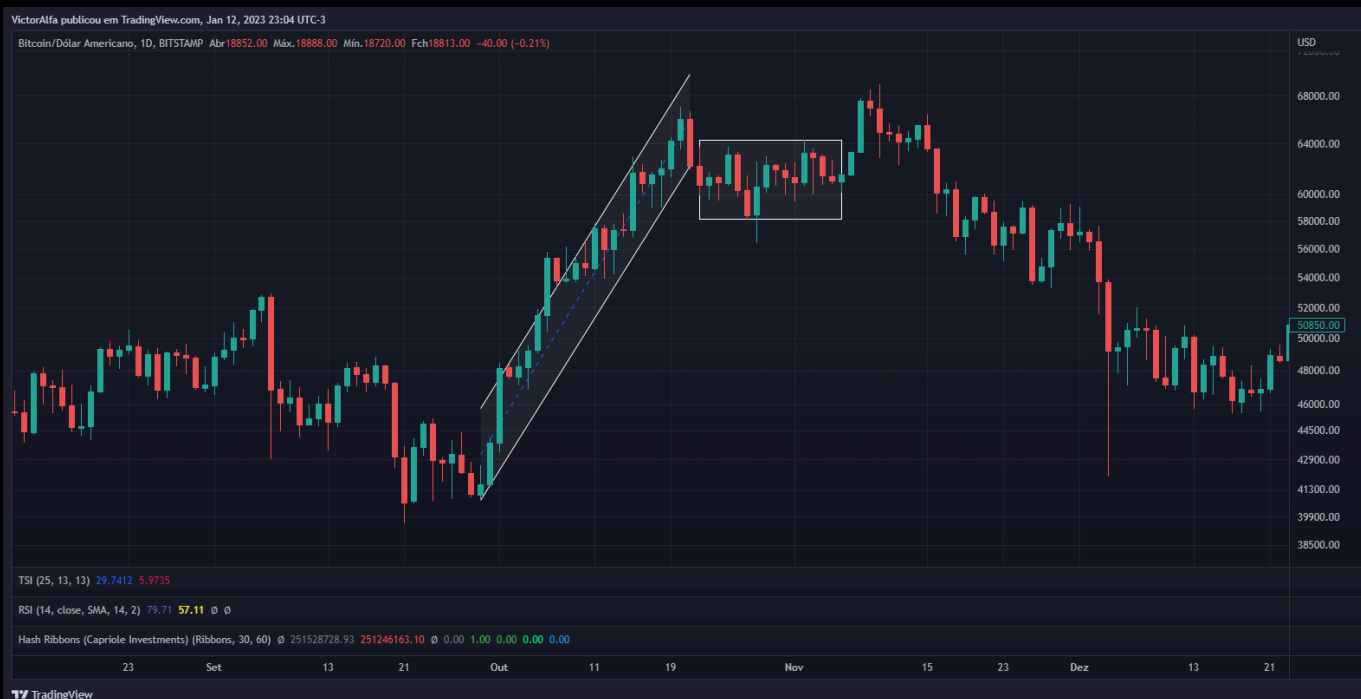 VictorAlfa publicou em TradingView.com, Jan 12, 2023 23:04 UTC-3
Bitcoin/Dólar Americano, 1D, BITSTAMP Abr18852.00 Máx.18888.00 Mín.18720.00 Fch18813.00 −40.00 (−0.21%)
USD
72000.00
68000.00
64000.00
60000.00
58000.00
56000.00
54000.00
52000.00
50850.00
50000.00
48000.00
46000.00
44500.00
42900.00
41300.00
39900.00
38500.00
TSI (25, 13, 13) 29.7412 5.9735
RSI (14, close, SMA, 14, 2) 79.71 57.11 Ø Ø
Hash Ribbons (Capriole Investments) (Ribbons, 30, 60) Ø 251528728.93 251246163.10 Ø 0.00 1.00 0.00 0.00 0.00
23 Set 13 21 Out 11 19 Nov 15 23 Dez 13 21
TradingView